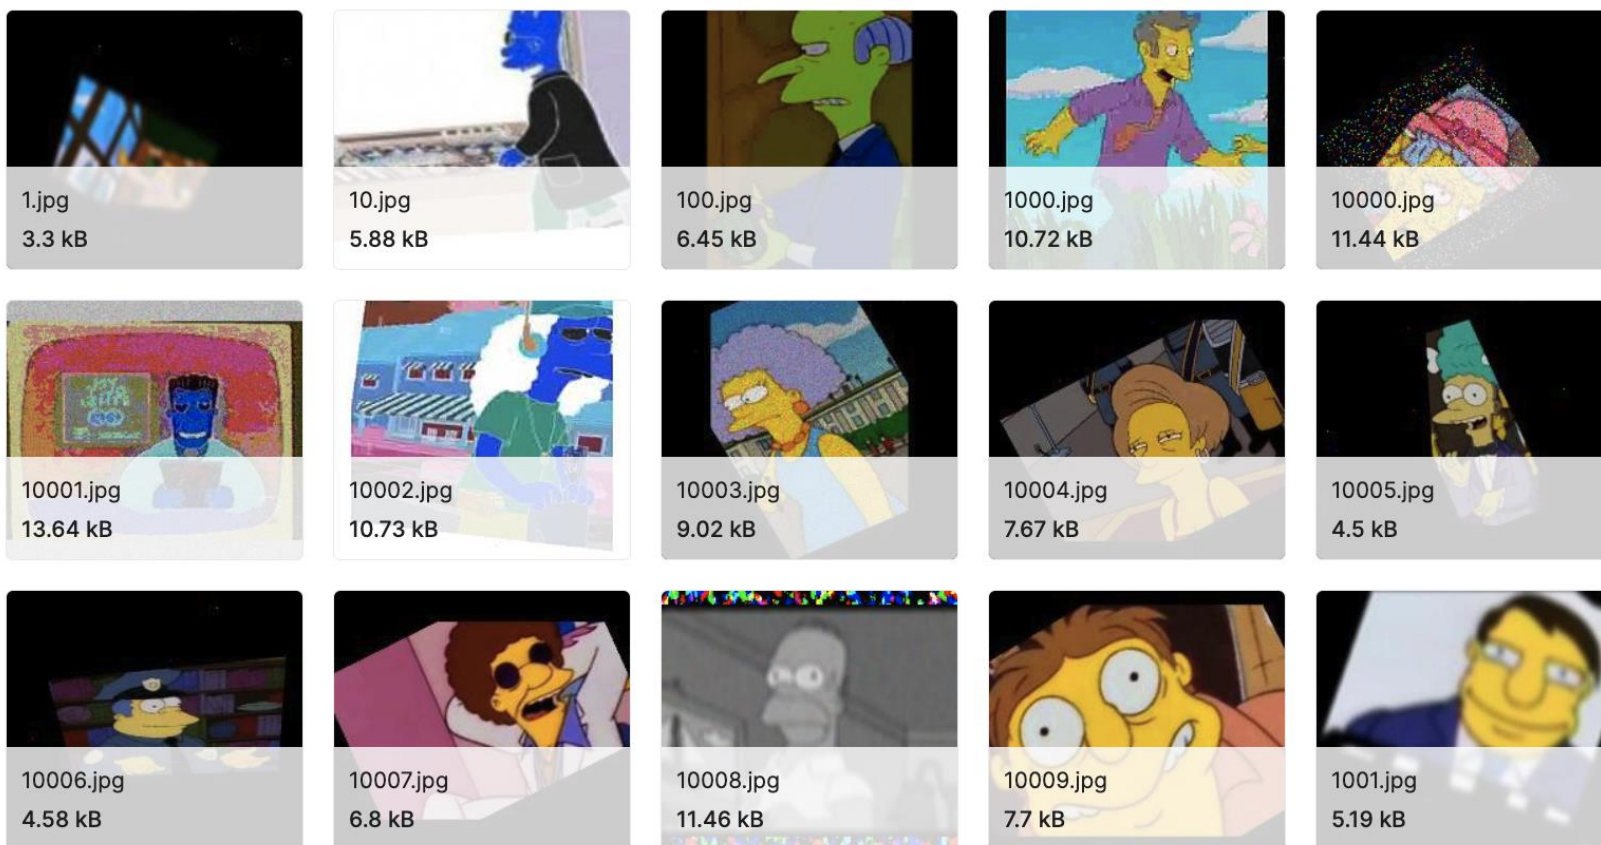 1.jpg
3.3 kB
10.jpg
5.88 kB
100.jpg
6.45 kB
1000.jpg
10.72 kB
10000.jpg
11.44 kB
10001.jpg
13.64 kB
10002.jpg
10.73 kB
10003.jpg
9.02 kB
10004.jpg
7.67 kB
10005.jpg
4.5 kB
10006.jpg
4.58 kB
10007.jpg
6.8 kB
10008.jpg
11.46 kB
10009.jpg
7.7 kB
1001.jpg
5.19 kB